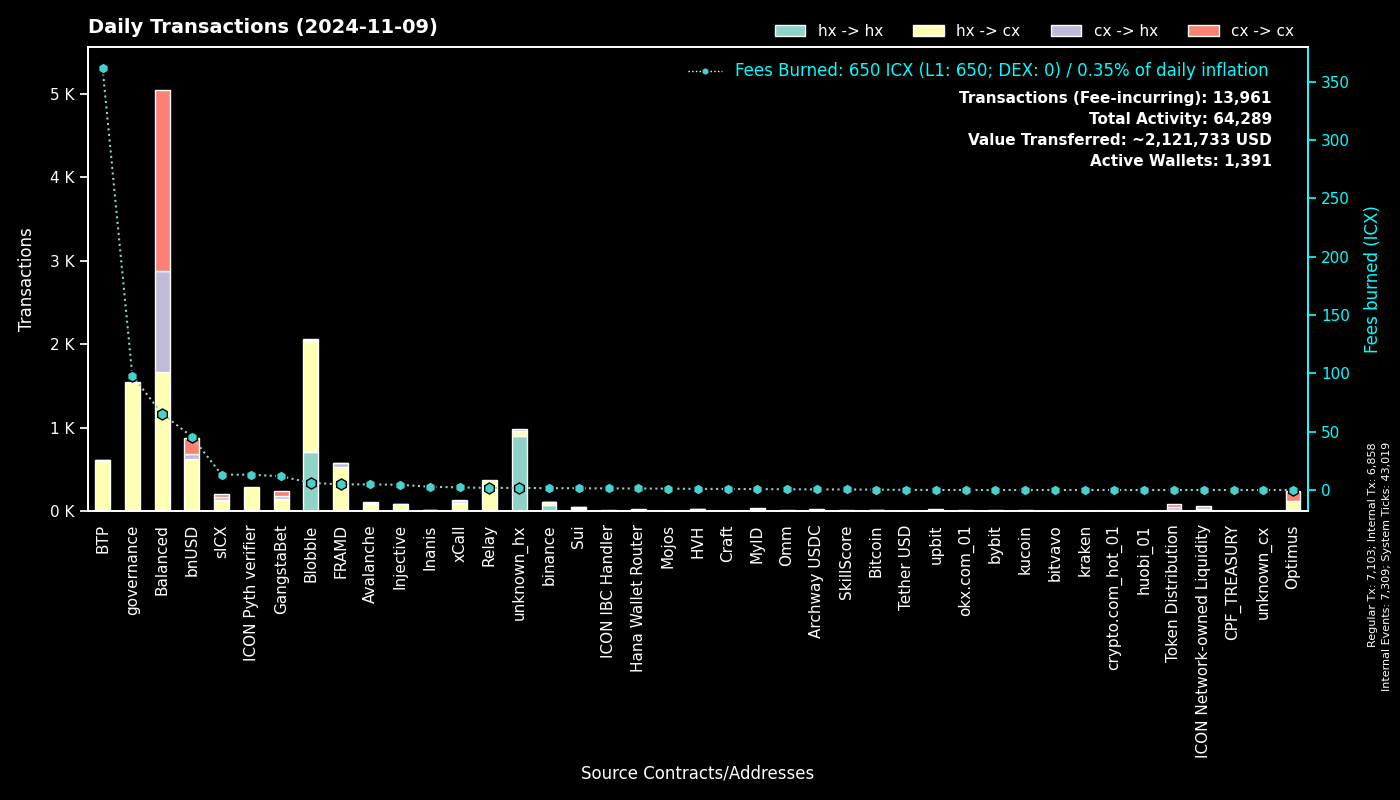 Daily Transactions (2024-11-09)
hx -> hx
hx -> cx
cx -> hx
cx -> cx
Fees Burned: 650 ICX (L1: 650; DEX: 0) / 0.35% of daily inflation
Transactions (Fee-incurring): 13,961
Total Activity: 64,289
Value Transferred: ~2,121,733 USD
Active Wallets: 1,391
Transactions
5 K
4 K
3 K
2 K
1 K
0 K
350
300
250
200
150
100
50
0
Fees burned (ICX)
BTP
governance
Balanced
bnUSD
sICX
ICON Pyth verifier
GangstaBet
Blobble
FRAMD
Avalanche
Injective
Inanis
xCall
Relay
unknown_hx
binance
Sui
ICON IBC Handler
Hana Wallet Router
Mojos
HVH
Craft
MyID
Omm
Archway USDC
SkillScore
Bitcoin
Tether USD
upbit
okx.com_01
bybit
kucoin
bitvavo
kraken
crypto.com_hot_01
huobi_01
Token Distribution
ICON Network-owned Liquidity
CPF_TREASURY
unknown_cx
Optimus
Source Contracts/Addresses
Regular Tx: 7,103; Internal Tx: 6,858
Internal Events: 7,309; System Ticks: 43,019